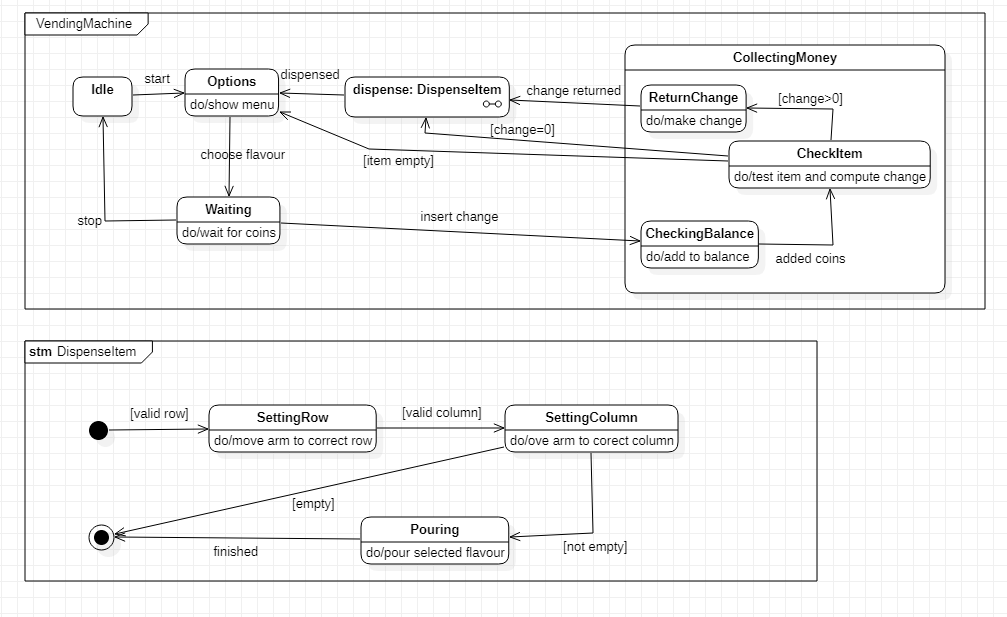 VendingMachine
CollectingMoney
Idle
start
Options
do/show menu
dispensed
dispense: DispenseItem
change returned
ReturnChange
do/make change
[change>0]
[change=0]
[item empty]
CheckItem
do/test item and compute change
choose flavour
Waiting
do/wait for coins
stop
insert change
CheckingBalance
do/add to balance
added coins
stm DispenseItem
[valid row]
SettingRow
do/move arm to correct row
[valid column]
SettingColumn
do/ove arm to corect column
[empty]
Pouring
do/pour selected flavour
finished
[not empty]